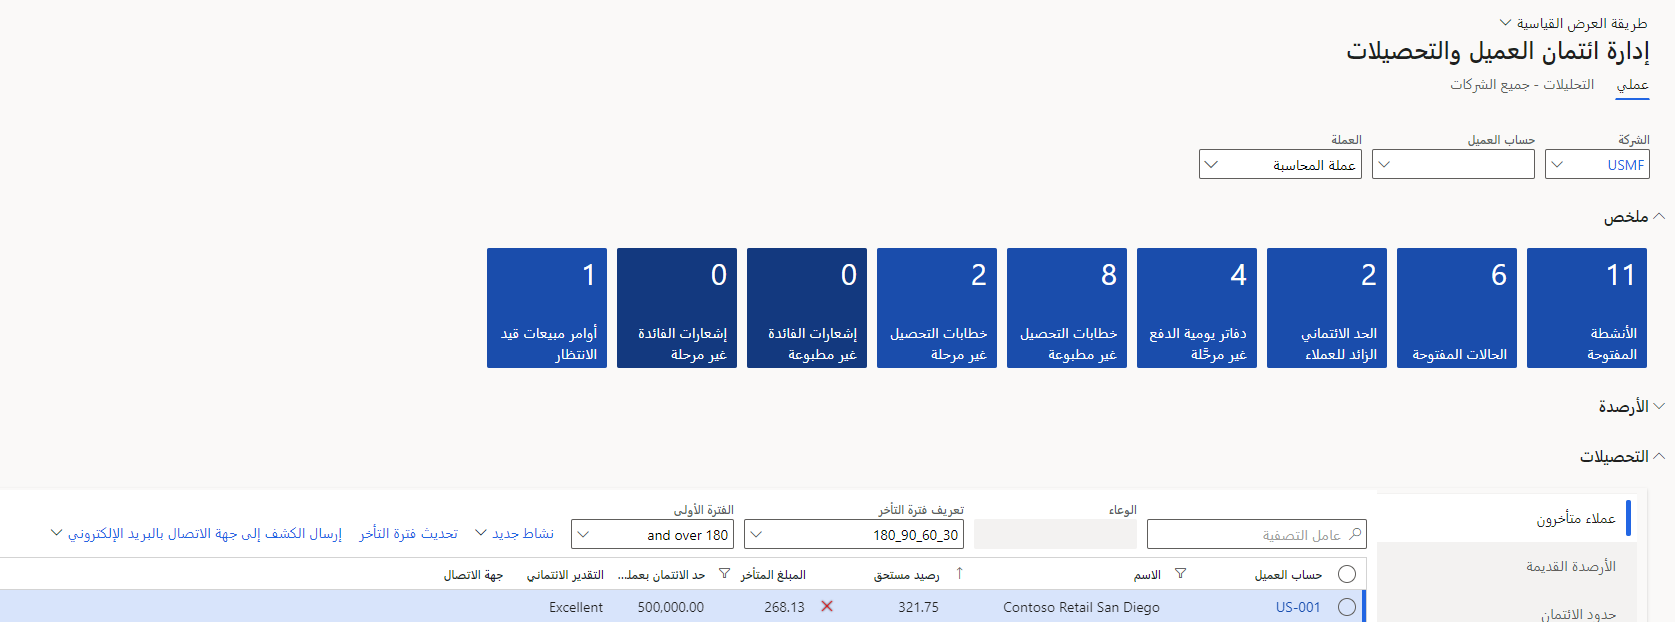 طريقة العرض القياسية
إدارة ائتمان العميل والتحصيلات
عملي
التحليلات - جميع الشركات
الشركة
حساب العميل
العملة
USMF
عملة المحاسبة
ملخص
11
الأنشطة
المفتوحة
6
الحالات المفتوحة
2
الحد الائتماني
الزائد للعملاء
4
دفاتر يومية الدفع
غير مرحَّلة
8
خطابات التحصيل
غير مطبوعة
2
خطابات التحصيل
غير مرحلة
0
إشعارات الفائدة
غير مطبوعة
0
إشعارات الفائدة
غير مرحلة
1
أوامر مبيعات قيد
الانتظار
الأرصدة
التحصيلات
عملاء متأخرون
الأرصدة القديمة
حدود الائتمان
عامل التصفية
الوعاء
تعريف فترة التأخر
30_60_90_180
الفترة الأولى
180 and over
نشاط جديد
تحديث فترة التأخر
إرسال الكشف إلى جهة الاتصال بالبريد الإلكتروني
حساب العميل
الاسم
رصيد مستحق
المبلغ المتأخر
حد الائتمان بعملـ...
التقدير الائتماني
جهة الاتصال
US-001
Contoso Retail San Diego
321.75
268.13
500,000.00
Excellent